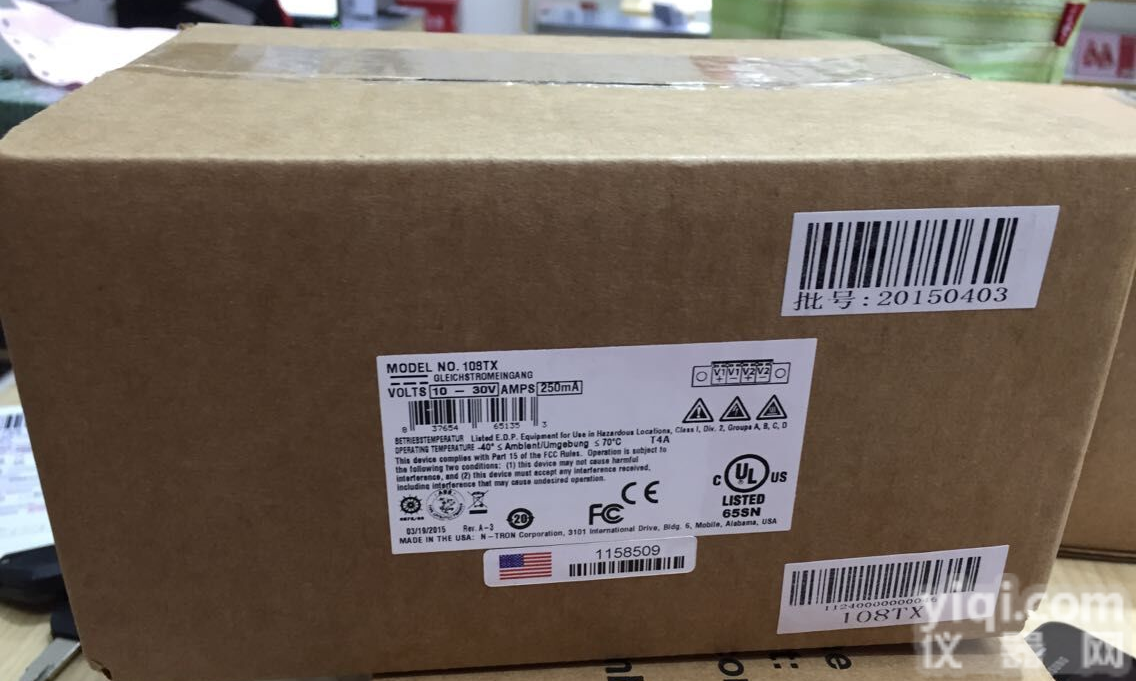 批号:20150403
MODEL NO. 108TX
GLEICHSTROMEINGANG
VOLTS 10 - 30V AMPS 250mA
V1 V1 V2 V2
+ - + -
8 37654 65135 3
BETRIEBSTEMPERATUR Listed E.D.P. Equipment for Use in Hazardous Locations, Class I, Div. 2, Groups A, B, C, D
OPERATING TEMPERATURE -40° ≤ Ambient/Umgebung ≤ 70°C T4A
This device complies with Part 15 of the FCC Rules. Operation is subject to
the following two conditions: (1) this device may not cause harmful
interference, and (2) this device must accept any interference received,
including interference that may cause undesired operation.
C UL US
LISTED
65SN
ABS
20
FC
CE
03/19/2015 Rev. A-3
MADE IN THE USA: N-TRON Corporation, 3101 International Drive, Bldg. 6, Mobile, Alabama, USA
1158509
108TX
yiqi.com
仪器网